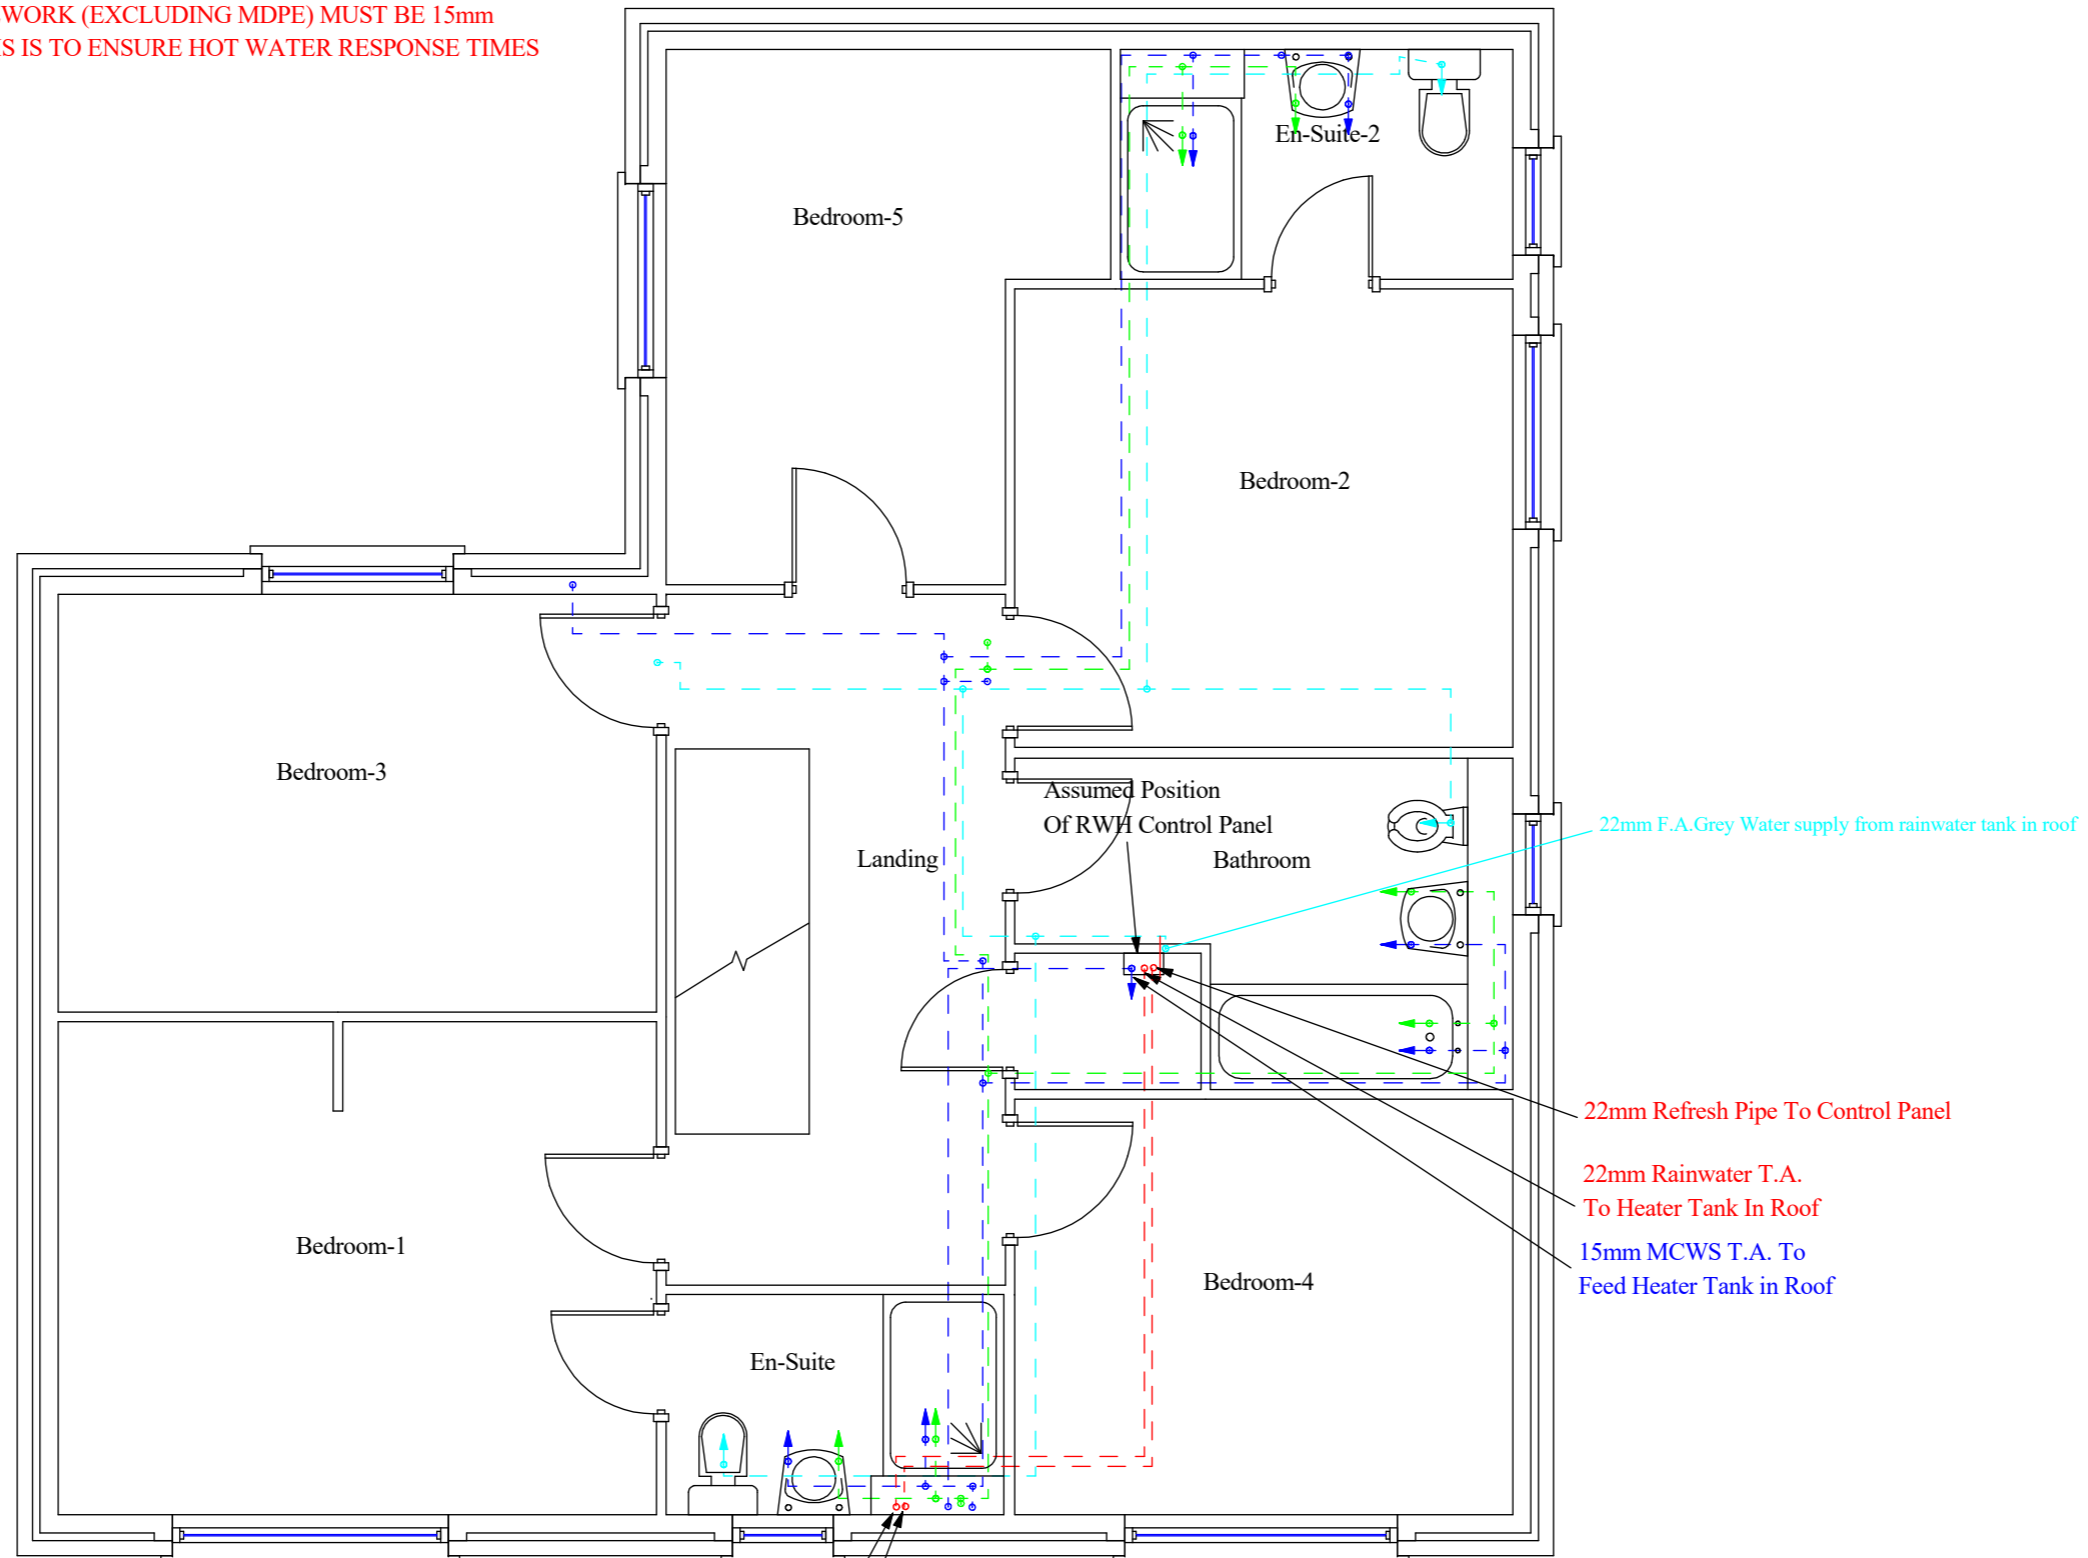 WORK (EXCLUDING MDPE) MUST BE 15mm
IS IS TO ENSURE HOT WATER RESPONSE TIMES
En-Suite-2
Bedroom-5
Bedroom-2
Bedroom-3
Assumed Position
Of RWH Control Panel
22mm F.A.Grey Water supply from rainwater tank in roof
Landing
Bathroom
22mm Refresh Pipe To Control Panel
22mm Rainwater T.A.
To Heater Tank In Roof
Bedroom-1
15mm MCWS T.A. To
Feed Heater Tank in Roof
Bedroom-4
En-Suite